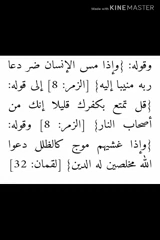 Made with KINEMASTER
وقوله: {وإذا مس الإنسان ضر دعا
ربه منيبا إليه} [الزمر: 8] إلى قوله:
{قل تمتع بكفرك قليلا إنك من
أصحاب النار} [الزمر: 8] وقوله:
{وإذا غشيهم موج كالظلل دعوا
الله مخلصين له الدين} [لقمان: 32]